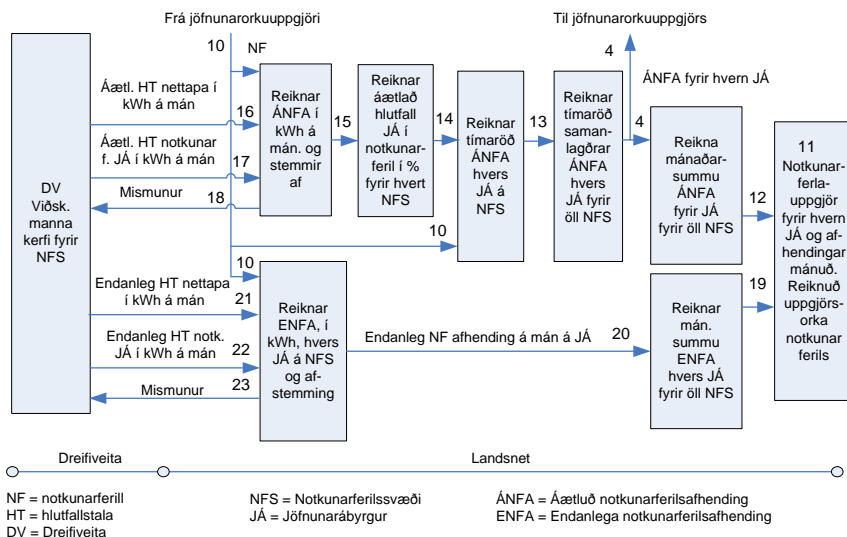 Frá jöfnunarorkuuppgjöri
Til jöfnunarorkuuppgjörs
10
NF
4
ÁNFA fyrir hvern JÁ
DV
Viðsk.
manna
kerfi fyrir
NFS
Áætl. HT nettapa í
kWh á mán
16
Áætl. HT notkunar
f. JÁ í kWh á mán
17
Mismunur
18
Reiknar
ÁNFA í
kWh á
mán. og
stemmir
af
15
Reiknar
áætlað
hlutfall
JÁ í
notkunar-
feril í %
fyrir hvert
NFS
14
10
Reiknar
tímaröð
ÁNFA
hvers
JÁ á
NFS
13
Reiknar
tímaröð
saman-
lagðrar
ÁNFA
hvers
JÁ fyrir
öll NFS
4
Reikna
mánaðar-
summu
ÁNFA
fyrir JÁ
fyrir öll NFS
12
11
Notkunar-
ferla-
uppgjör
fyrir hvern
JÁ og af-
hendingar
mánuð.
Reiknuð
uppgjörs-
orka
notkunar
ferils
10
Endanleg HT nettapa
í kWh á mán
21
Endanleg HT notk.
JÁ í kWh á mán
22
23
Mismunur
Reiknar
ENFA, í
kWh, hvers
JÁ á NFS
og af-
stemming
Endanleg NF afhending á mán á JÁ
20
Reiknar
mán.
summu
ENFA
hvers JÁ
fyrir öll NFS
19
Dreifiveita
Landsnet
NF = notkunarferill
HT = hlutfallstala
DV = Dreifiveita
NFS = Notkunarferilssvæði
JÁ = Jöfnunarábyrgur
ÁNFA = Áætluð notkunarferilsafhending
ENFA = Endanlega notkunarferilsafhending